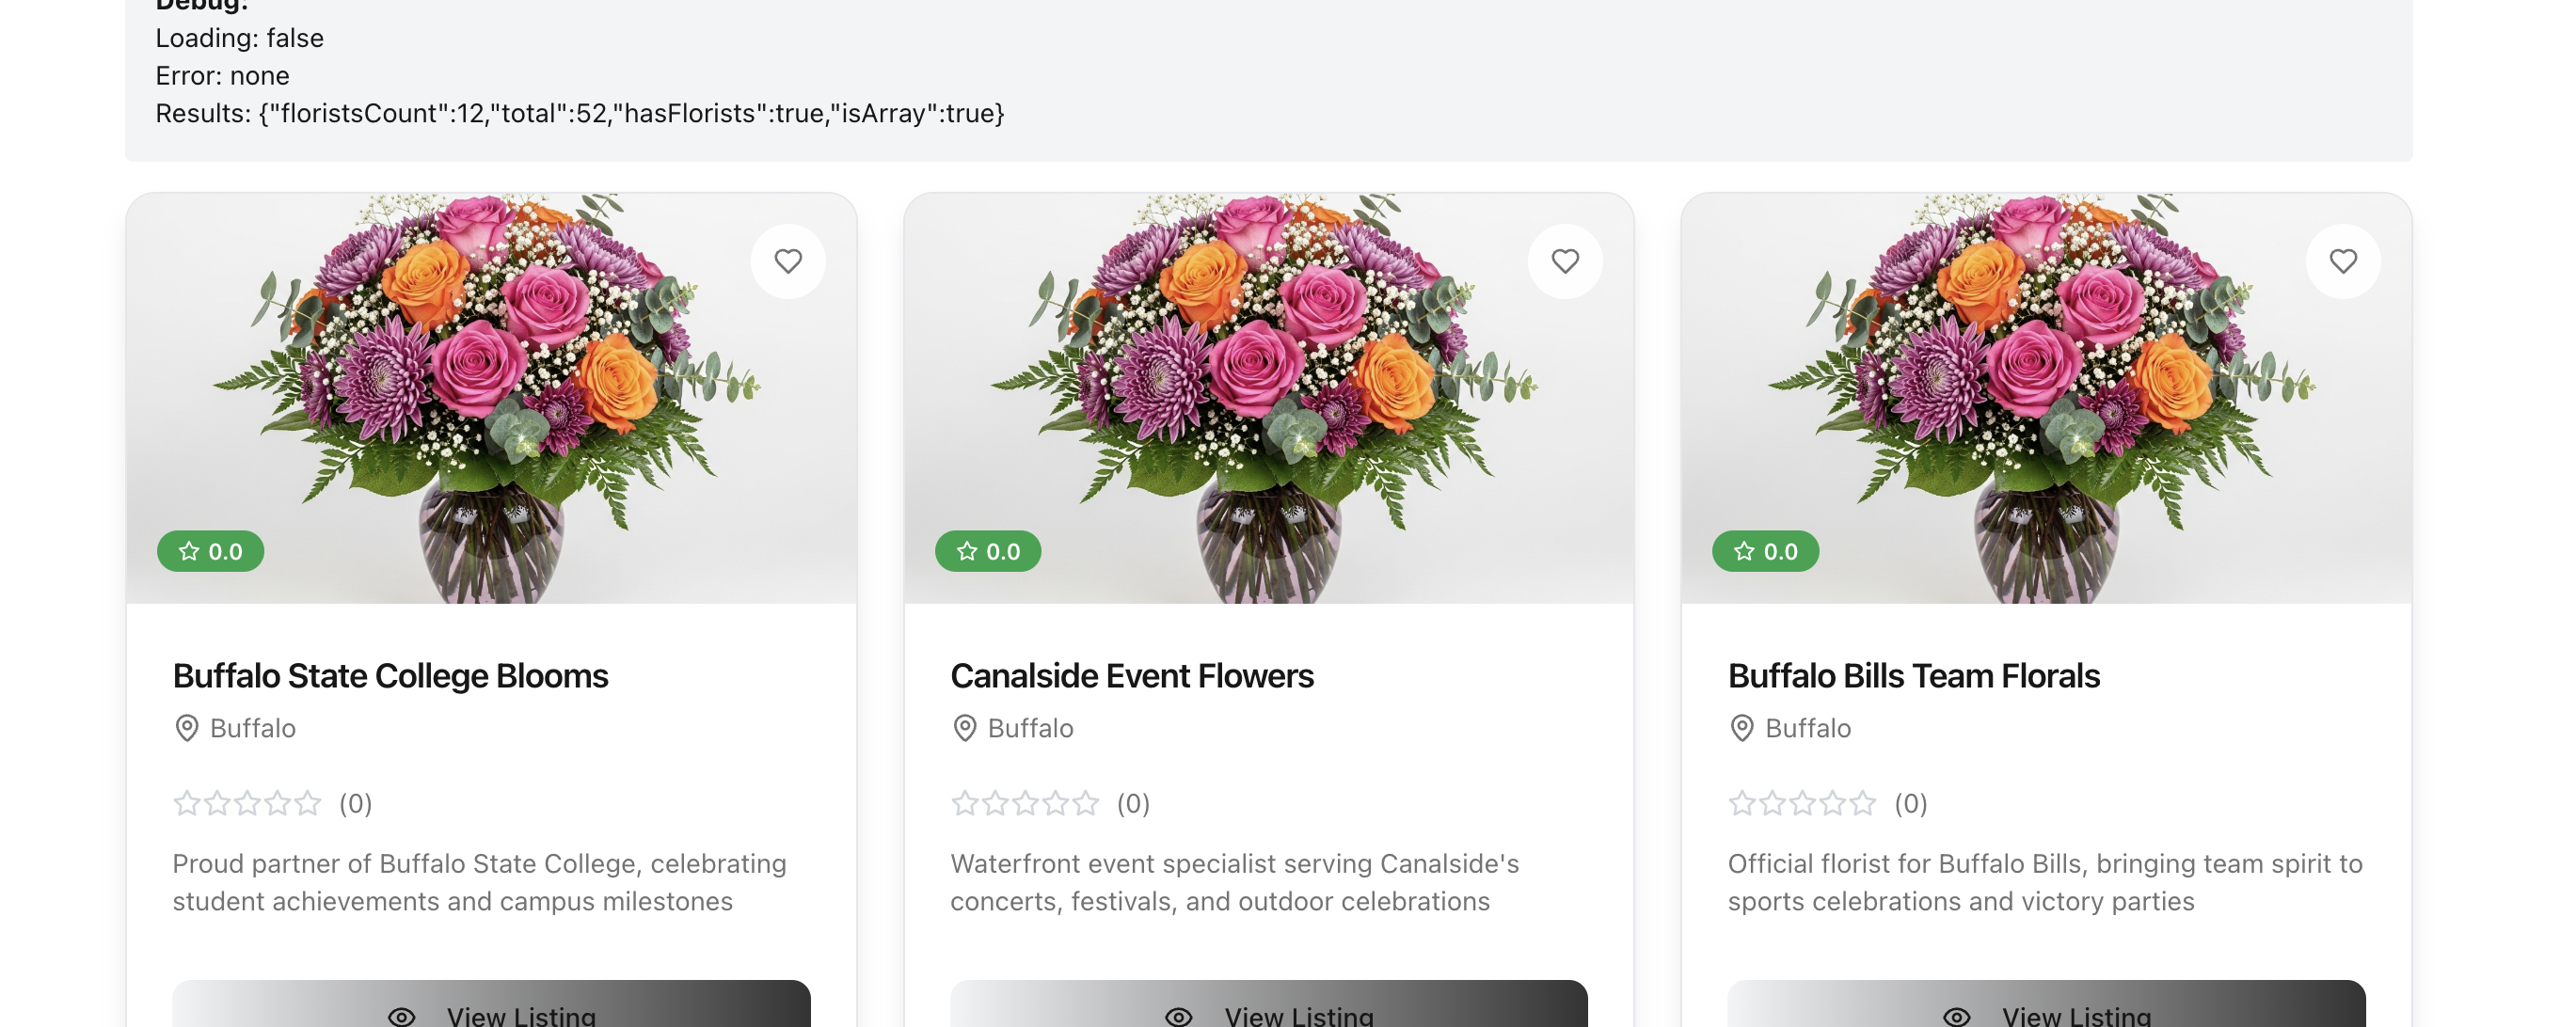 Debug:
Loading: false
Error: none
Results: {"floristsCount":12,"total":52,"hasFlorists":true,"isArray":true}
0.0
0.0
0.0
Buffalo State College Blooms
Buffalo
(0)
Proud partner of Buffalo State College, celebrating
student achievements and campus milestones
View Listing
Canalside Event Flowers
Buffalo
(0)
Waterfront event specialist serving Canalside's
concerts, festivals, and outdoor celebrations
View Listing
Buffalo Bills Team Florals
Buffalo
(0)
Official florist for Buffalo Bills, bringing team spirit to
sports celebrations and victory parties
View Listing